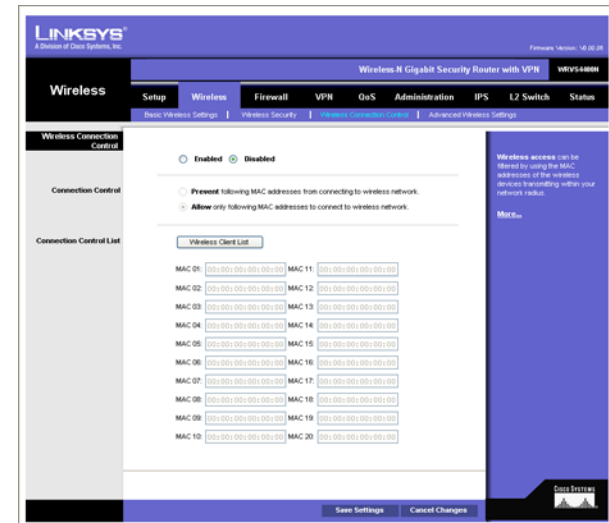 LINKSYS®
A Division of Cisco Systems, Inc.
Firmware Version: V0.00.28
Wireless-N Gigabit Security Router with VPN WRVS4400N
Wireless
Setup Wireless Firewall VPN QoS Administration IPS L2 Switch Status
Basic Wireless Settings | Wireless Security | Wireless Connection Control | Advanced Wireless Settings
Wireless Connection
Control
Enabled Disabled
Connection Control
Prevent following MAC addresses from connecting to wireless network.
Allow only following MAC addresses to connect to wireless network.
Connection Control List
Wireless Client List
MAC 01: 00:00:00:00:00:00 MAC 11: 00:00:00:00:00:00
MAC 02: 00:00:00:00:00:00 MAC 12: 00:00:00:00:00:00
MAC 03: 00:00:00:00:00:00 MAC 13: 00:00:00:00:00:00
MAC 04: 00:00:00:00:00:00 MAC 14: 00:00:00:00:00:00
MAC 05: 00:00:00:00:00:00 MAC 15: 00:00:00:00:00:00
MAC 06: 00:00:00:00:00:00 MAC 16: 00:00:00:00:00:00
MAC 07: 00:00:00:00:00:00 MAC 17: 00:00:00:00:00:00
MAC 08: 00:00:00:00:00:00 MAC 18: 00:00:00:00:00:00
MAC 09: 00:00:00:00:00:00 MAC 19: 00:00:00:00:00:00
MAC 10: 00:00:00:00:00:00 MAC 20: 00:00:00:00:00:00
Wireless access can be
filtered by using the MAC
addresses of the wireless
devices transmitting within your
network radius.
More...
Save Settings Cancel Changes
CISCO SYSTEMS